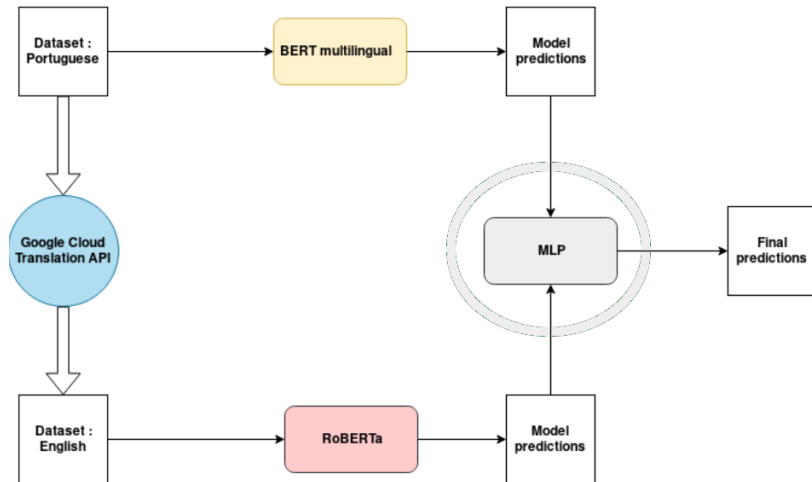 Dataset :
Portuguese
BERT multilingual
Model
predictions
Google Cloud
Translation API
MLP
Final
predictions
Dataset :
English
RoBERTa
Model
predictions